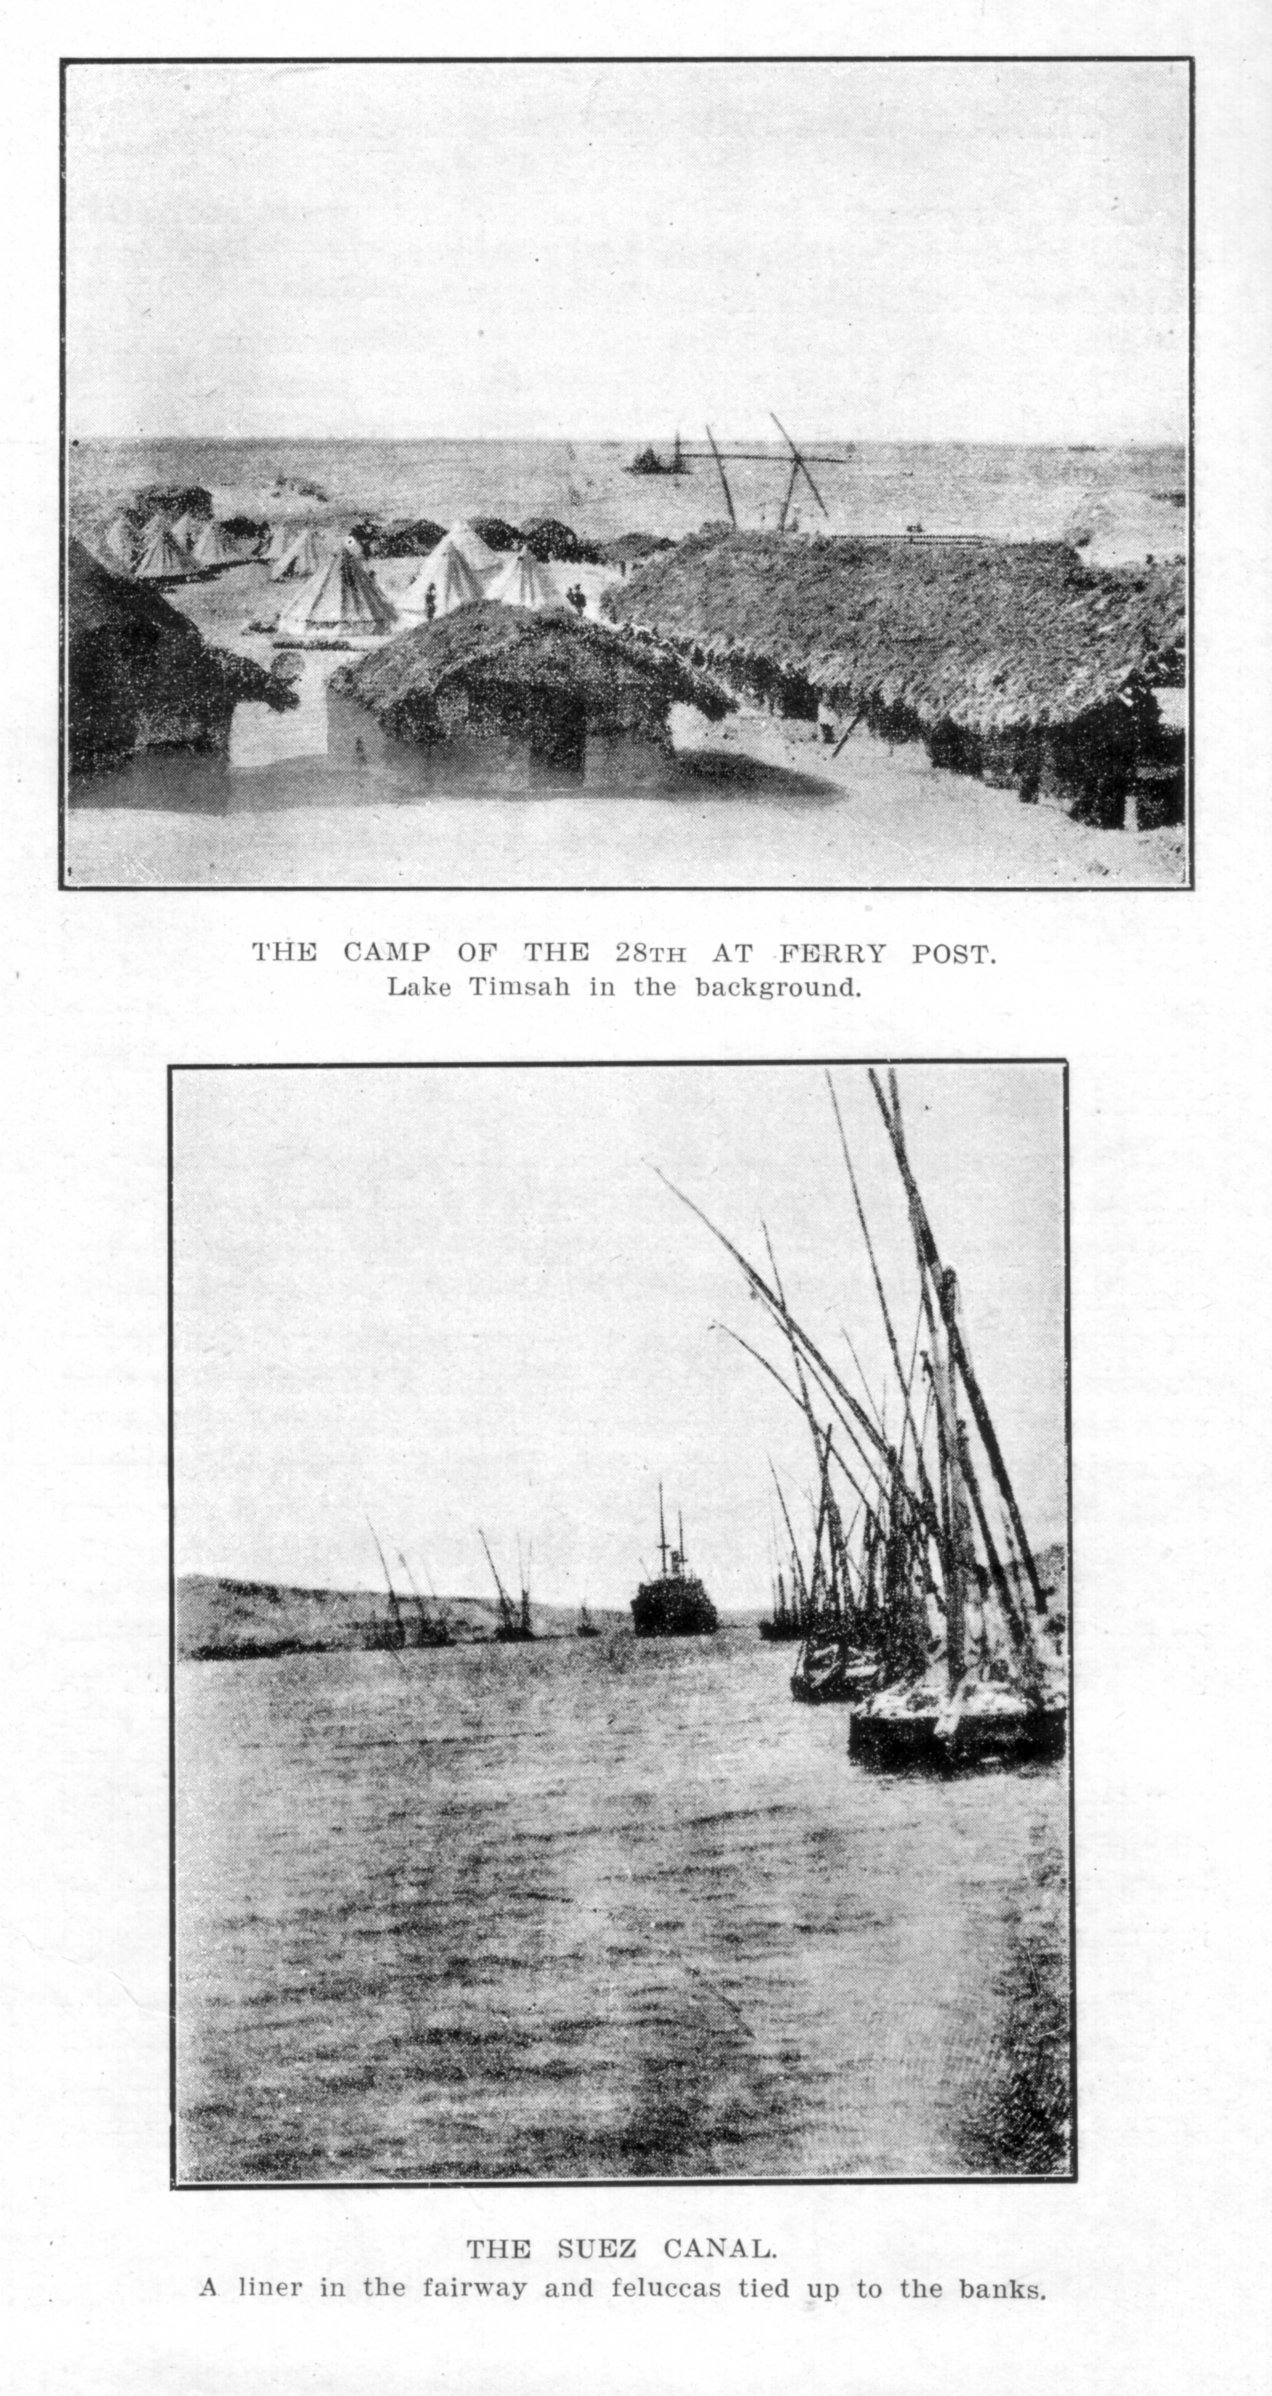 THE CAMP OF THE 28TH AT FERRY POST.
Lake Timsah in the background.
THE SUEZ CANAL.
A liner in the fairway and feluccas tied up to the banks.